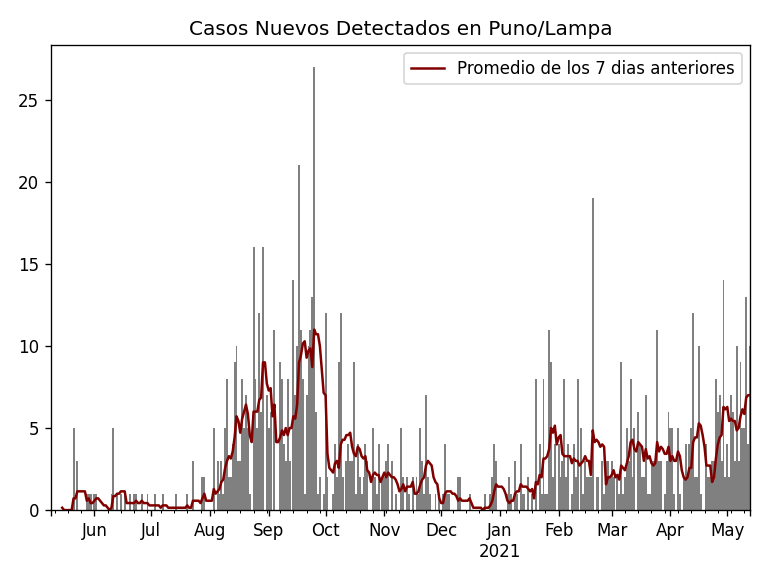 Casos Nuevos Detectados en Puno/Lampa
Promedio de los 7 dias anteriores
25
20
15
10
5
0
Jun Jul Aug Sep Oct Nov Dec Jan Feb Mar Apr May
2021